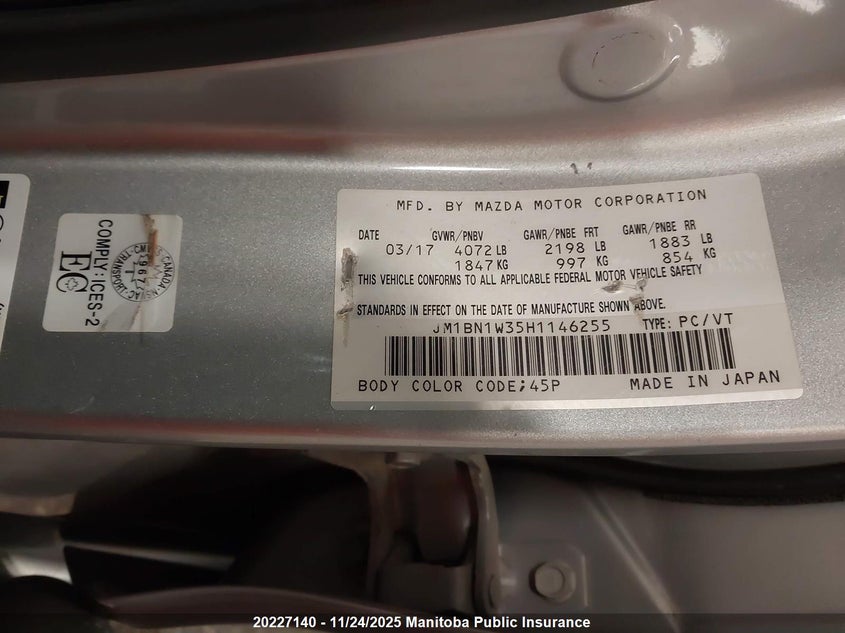 MFD. BY MAZDA MOTOR CORPORATION
DATE GVWR/PNBV GAWR/PNBE FRT GAWR/PNBE RR
03/17 4072 LB 2198 LB 1883 LB
1847 KG 997 KG 854 KG
THIS VEHICLE CONFORMS TO ALL APPLICABLE FEDERAL MOTOR VEHICLE SAFETY
STANDARDS IN EFFECT ON THE DATE OF MANUFACTURE SHOWN ABOVE.
JM1BN1W35H1146255 TYPE: PC/VT
BODY COLOR CODE;45P MADE IN JAPAN
COMPLY:ICES-2
EC
CANADA
20227140 - 11/24/2025 Manitoba Public Insurance